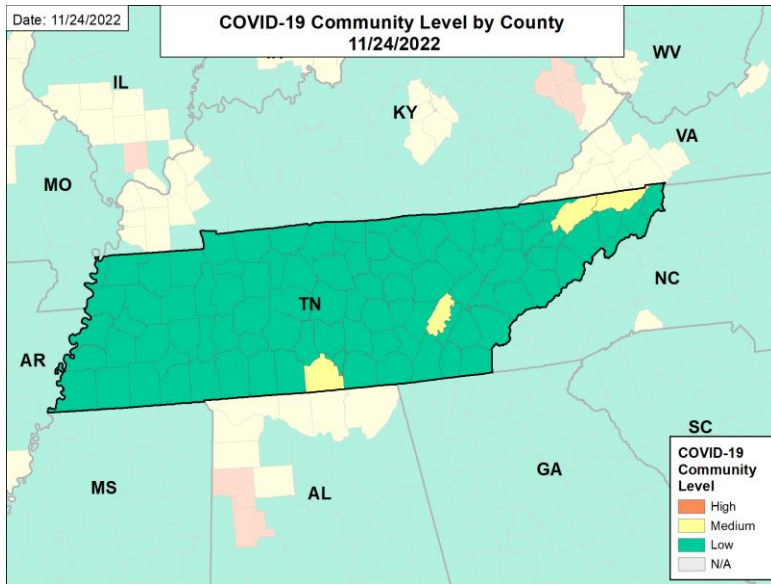 Date: 11/24/2022
COVID-19 Community Level by County
11/24/2022
WV
IL
KY
VA
MO
TN
NC
AR
SC
MS
AL
GA
COVID-19
Community
Level
High
Medium
Low
N/A